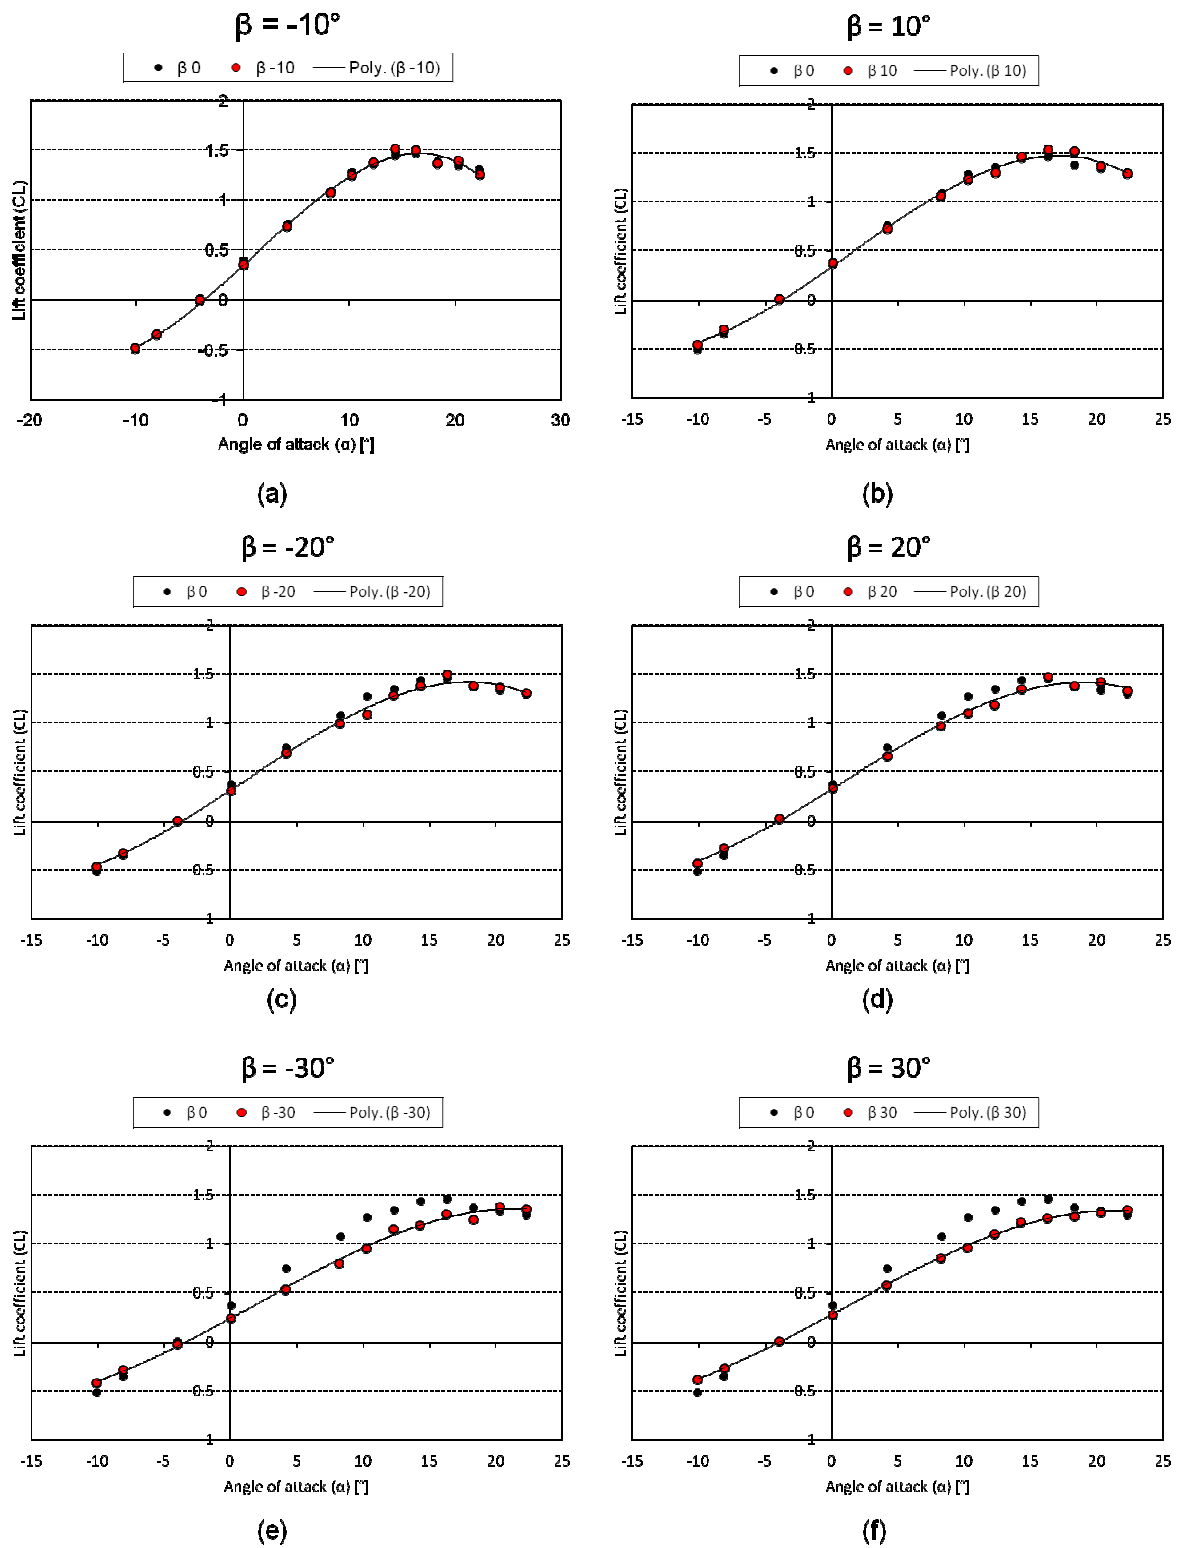 β = -10°
β 0 β -10 Poly. (β -10)
2
1.5
1
0.5
0
-0.5
-1
-20 -10 0 10 20 30
Lift coefficient (CL)
Angle of attack (α) [°]
(a)
β = 10°
β 0 β 10 Poly. (β 10)
2
1.5
1
0.5
0
0.5
1
-15 -10 -5 0 5 10 15 20 25
Lift coefficient (CL)
Angle of attack (α) [°]
(b)
β = -20°
β 0 β -20 Poly. (β -20)
2
1.5
1
0.5
0
0.5
1
-15 -10 -5 0 5 10 15 20 25
Lift coefficient (CL)
Angle of attack (α) [°]
(c)
β = 20°
β 0 β 20 Poly. (β 20)
2
1.5
1
0.5
0
0.5
1
-15 -10 -5 0 5 10 15 20 25
Lift coefficient (CL)
Angle of attack (α) [°]
(d)
β = -30°
β 0 β -30 Poly. (β -30)
2
1.5
1
0.5
0
0.5
1
-15 -10 -5 0 5 10 15 20 25
Lift coefficient (CL)
Angle of attack (α) [°]
(e)
β = 30°
β 0 β 30 Poly. (β 30)
2
1.5
1
0.5
0
0.5
1
-15 -10 -5 0 5 10 15 20 25
Lift coefficient (CL)
Angle of attack (α) [°]
(f)